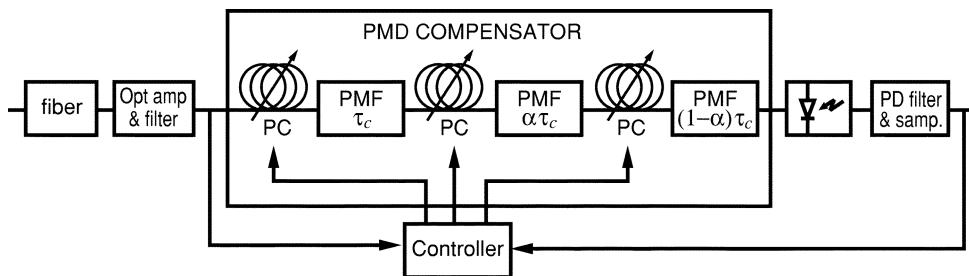 PMD COMPENSATOR
fiber
Opt amp
& filter
PC
PMF
τc
PC
PMF
ατc
PC
PMF
(1–α)τc
PD filter
& samp.
Controller